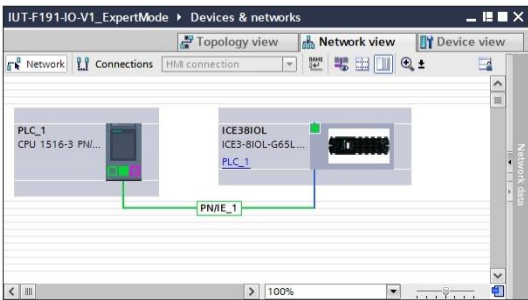 IUT-F191-IO-V1_ExpertMode ▸ Devices & networks
Topology view Network view Device view
Network Connections HMI connection
PLC_1
CPU 1516-3 PN/...
ICE38IOL
ICE3-8IOL-G65L...
PLC_1
PN/IE_1
Network data
100%